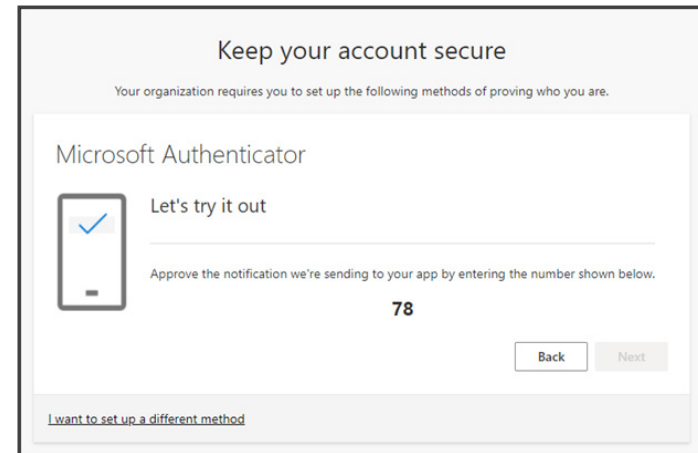 Keep your account secure
Your organization requires you to set up the following methods of proving who you are.
Microsoft Authenticator
Let's try it out
Approve the notification we're sending to your app by entering the number shown below.
78
Back Next
I want to set up a different method